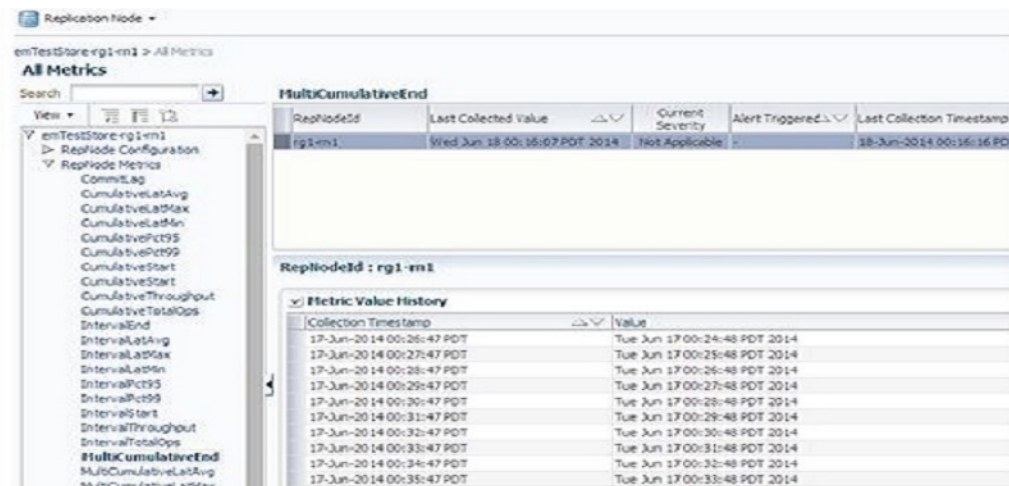 Replication Node
emTestStore-rg1-rn1 > All Metrics
All Metrics
Search
View
emTestStore-rg1-rn1
RepNode Configuration
RepNode Metrics
CommitLag
CumulativeLatAvg
CumulativeLatMax
CumulativeLatMin
CumulativePct95
CumulativePct99
CumulativeStart
CumulativeStart
CumulativeThroughput
CumulativeTotalOps
IntervalEnd
IntervalLatAvg
IntervalLatMax
IntervalLatMin
IntervalPct95
IntervalPct99
IntervalStart
IntervalThroughput
IntervalTotalOps
MultiCumulativeEnd
MultiCumulativeLatAvg
MultiCumulativeLatMax
MultiCumulativeEnd
RepNodeId Last Collected Value Current Severity Alert Triggered Last Collection Timestamp
rg1-rn1 Wed Jun 18 00:16:07 PDT 2014 Not Applicable - 18-Jun-2014 00:16:16 PD
RepNodeId : rg1-rn1
Metric Value History
Collection Timestamp Value
17-Jun-2014 00:26:47 PDT Tue Jun 17 00:24:48 PDT 2014
17-Jun-2014 00:27:47 PDT Tue Jun 17 00:25:48 PDT 2014
17-Jun-2014 00:28:47 PDT Tue Jun 17 00:26:48 PDT 2014
17-Jun-2014 00:29:47 PDT Tue Jun 17 00:27:48 PDT 2014
17-Jun-2014 00:30:47 PDT Tue Jun 17 00:28:48 PDT 2014
17-Jun-2014 00:31:47 PDT Tue Jun 17 00:29:48 PDT 2014
17-Jun-2014 00:32:47 PDT Tue Jun 17 00:30:48 PDT 2014
17-Jun-2014 00:33:47 PDT Tue Jun 17 00:31:48 PDT 2014
17-Jun-2014 00:34:47 PDT Tue Jun 17 00:32:48 PDT 2014
17-Jun-2014 00:35:47 PDT Tue Jun 17 00:33:48 PDT 2014